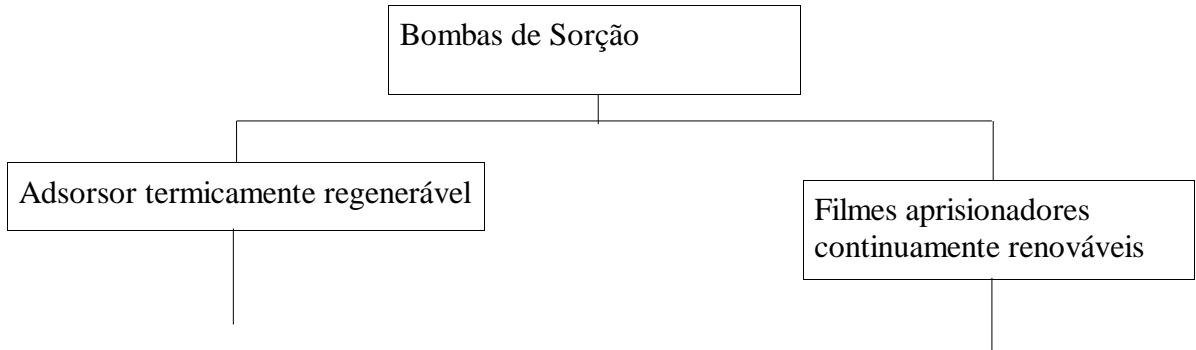 Bombas de Sorção
Adsorsor termicamente regenerável
Filmes aprisionadores
continuamente renováveis